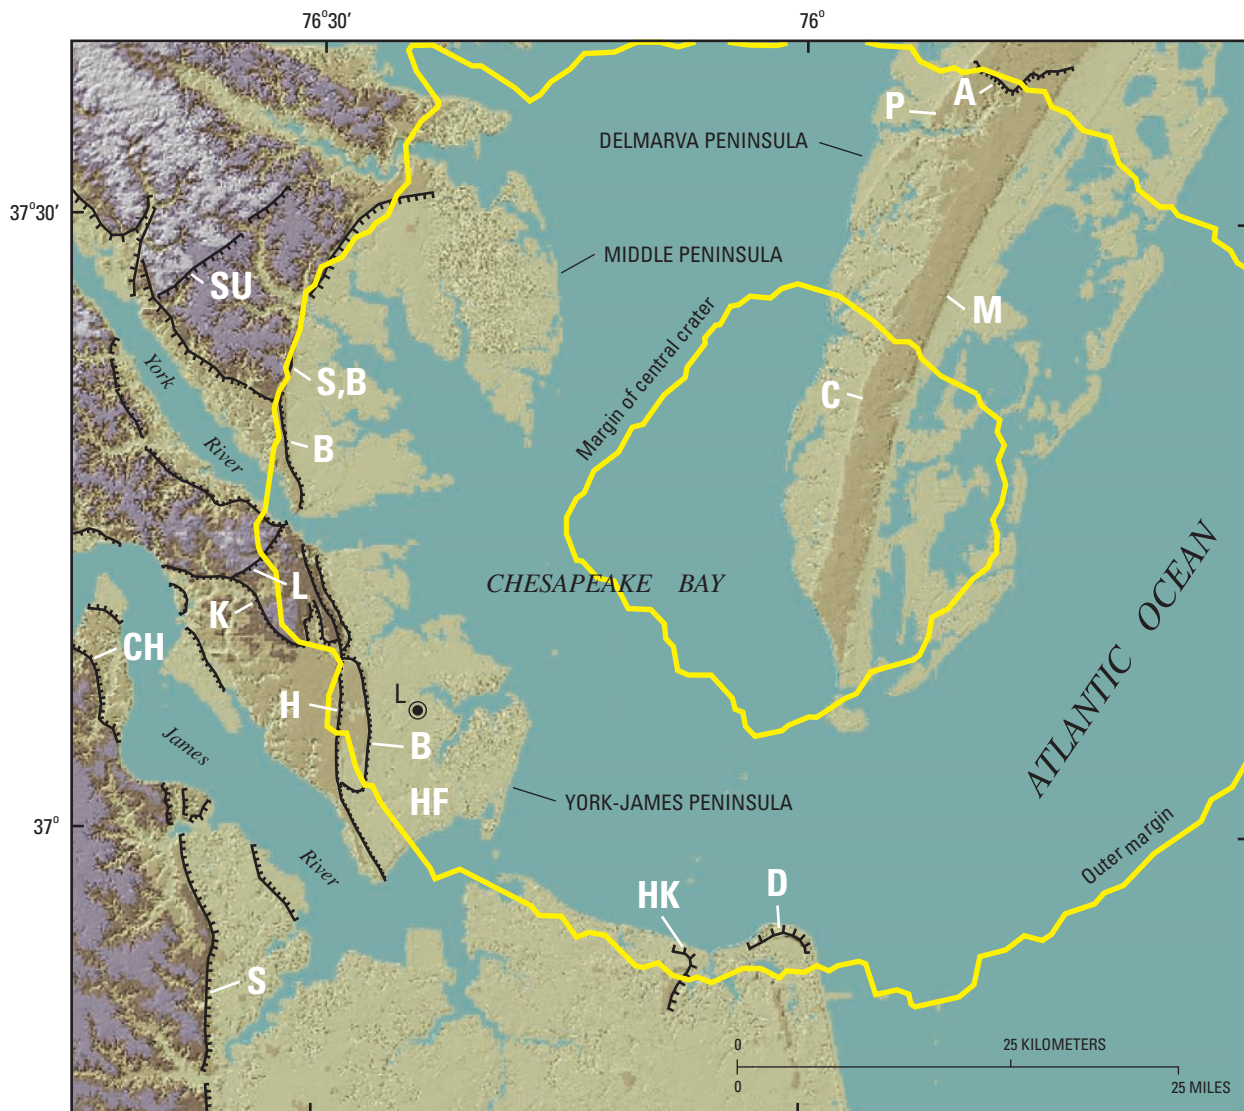 76°30'
76°
A
P
DELMARVA PENINSULA
37°30'
MIDDLE PENINSULA
SU
M
Margin of central crater
York
S,B
C
B
River
CHESAPEAKE BAY
ATLANTIC OCEAN
L
K
CH
L
H
James
B
HF
YORK-JAMES PENINSULA
37°
Outer margin
River
HK
D
S
0
25 KILOMETERS
0
25 MILES